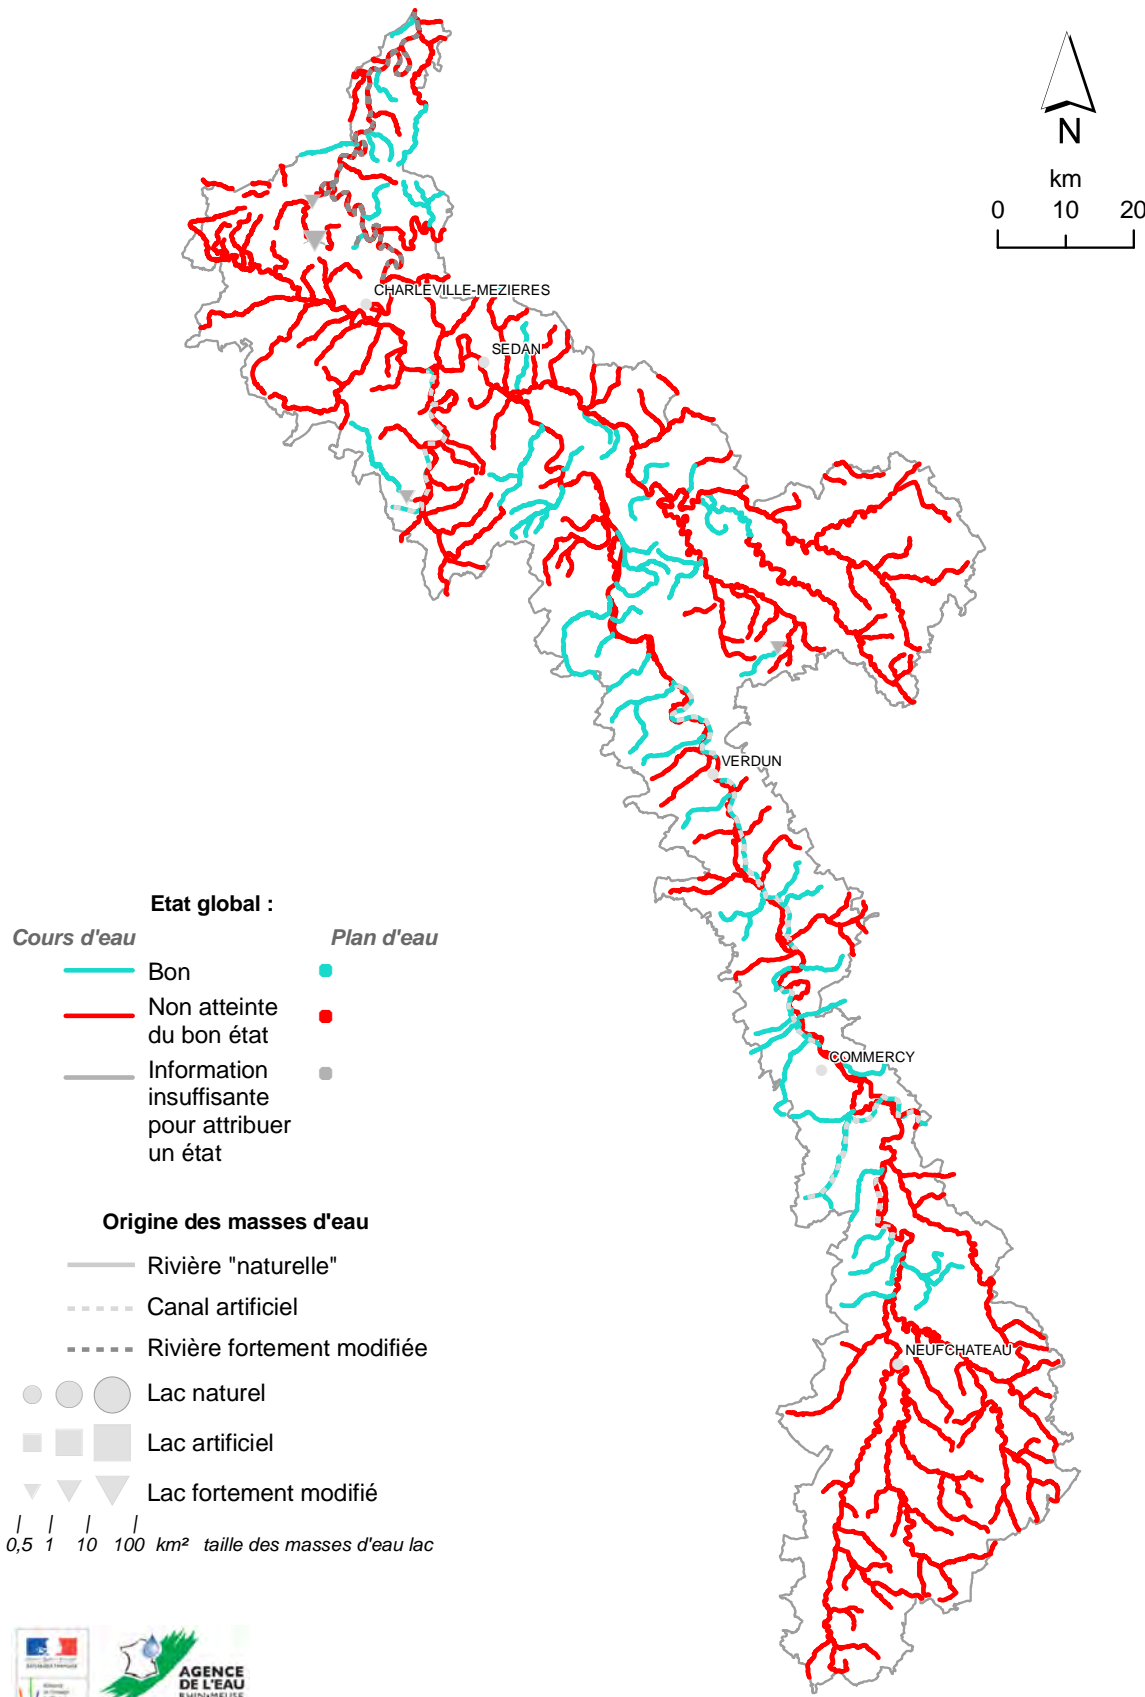 N
km
0 10 20
CHARLEVILLE-MEZIERES
SEDAN
VERDUN
COMMERCY
NEUFCHATEAU
Etat global :
Cours d'eau
Plan d'eau
Bon
Non atteinte
du bon état
Information
insuffisante
pour attribuer
un état
Origine des masses d'eau
Rivière "naturelle"
Canal artificiel
Rivière fortement modifiée
Lac naturel
Lac artificiel
Lac fortement modifié
0,5 1 10 100 km² taille des masses d'eau lac
AGENCE
DE L'EAU
RHIN-MEUSE